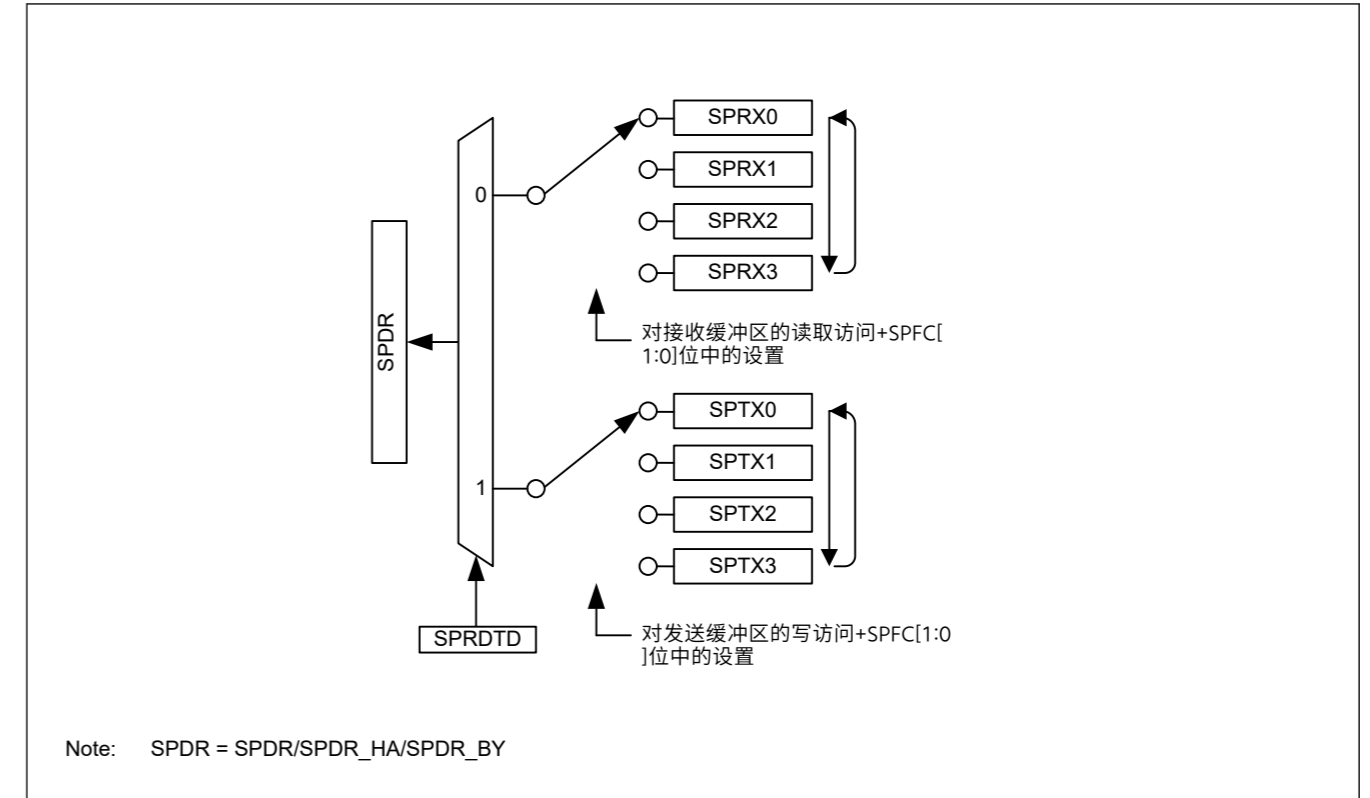 SPRX0
SPRX1
0
SPRX2
SPRX3
SPDR
对接收缓冲区的读取访问+SPFC[
1:0]位中的设置
SPTX0
SPTX1
1
SPTX2
SPTX3
SPRDTD
对发送缓冲区的写访问+SPFC[1:0
]位中的设置
Note: SPDR = SPDR/SPDR_HA/SPDR_BY